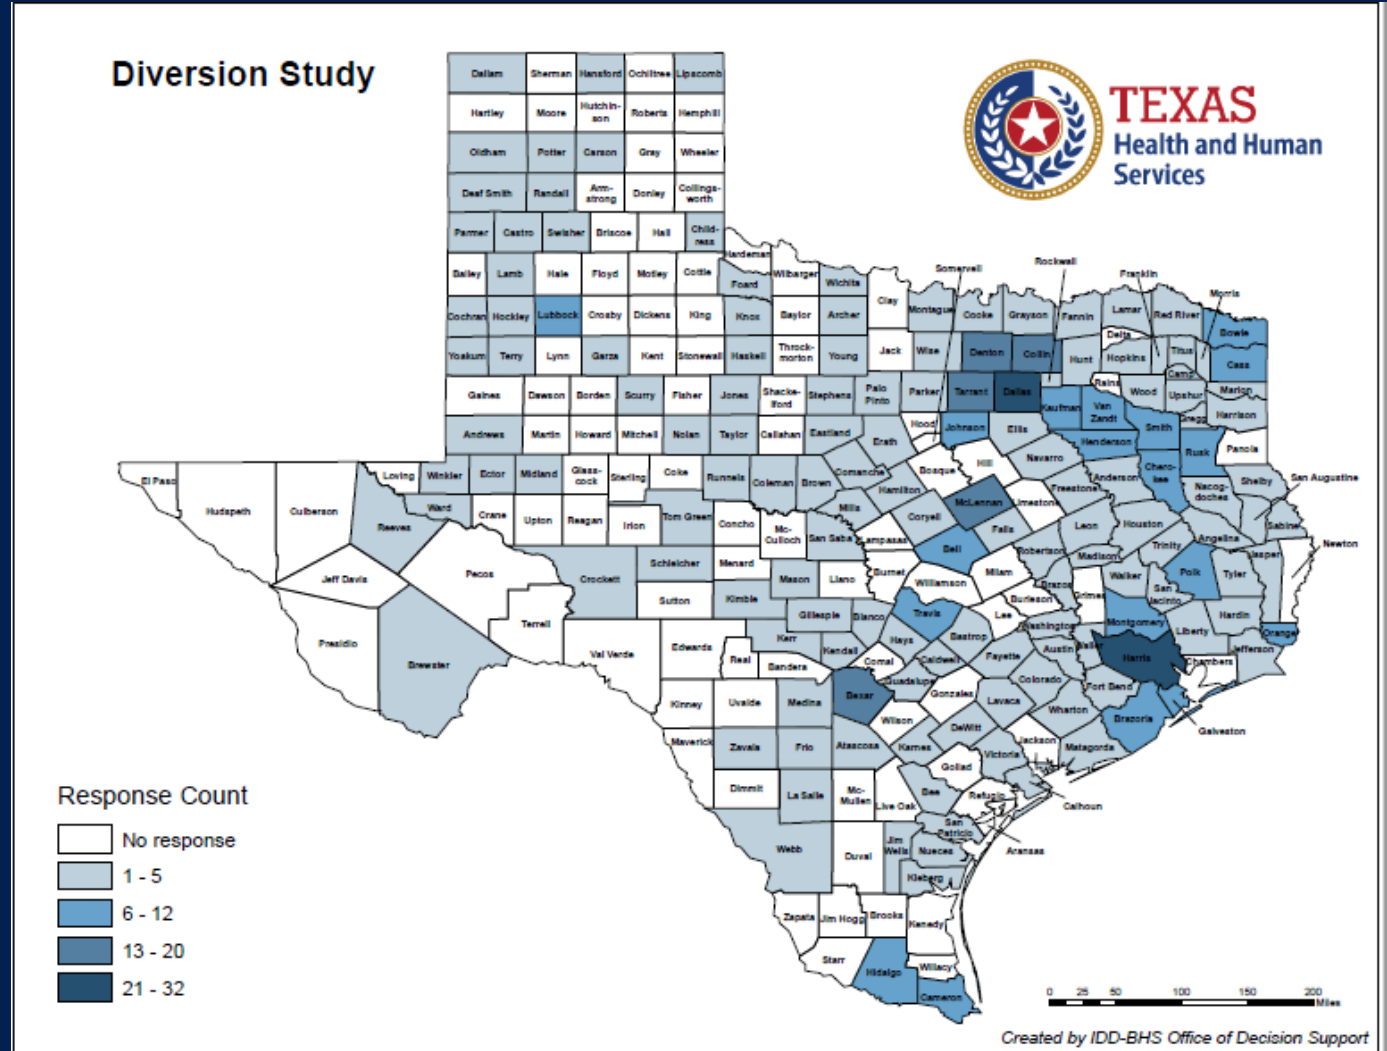 Diversion Study
TEXAS
Health and Human
Services
Dallam Sherman Hansford Ochiltree Lipscomb
Hartley Moore Hutchin-
son Roberts Hemphill
Oldham Potter Carson Gray Wheeler
Deaf Smith Randall Arm-
strong Donley Collings-
worth
Parmer Castro Swisher Briscoe Hall Child-
ress
Hardeman
Bailey Lamb Hale Floyd Motley Cottle Foard Wilbarger Wichita Clay
Somervell Rockwall Franklin Morris
Cochran Hockley Lubbock Crosby Dickens King Knox Baylor Archer Montague Cooke Grayson Fannin Lamar Red River Bowie
Delta
Yoakum Terry Lynn Garza Kent Stonewall Haskell Throck-
morton Young Jack Wise Denton Collin Hunt Hopkins Titus Cass
Camp
Gaines Dawson Borden Scurry Fisher Jones Shacke-
lford Stephens Palo
Pinto Parker Tarrant Dallas Rains Wood Upshur Marion
Kaufman Van
Zandt Gregg Harrison
Andrews Martin Howard Mitchell Nolan Taylor Callahan Eastland Erath Hood Johnson Ellis Henderson Smith Rusk Panola
El Paso Hudspeth Culberson Loving Winkler Ector Midland Glass-
cock Sterling Coke Runnels Coleman Brown Comanche Bosque Hill Navarro Anderson Chero-
kee Nacog-
doches Shelby San Augustine
Reeves Ward Crane Upton Reagan Irion Tom Green Concho Mc-
Culloch San Saba Mills Hamilton Coryell McLennan Limestone Freestone Falls Leon Houston Angelina Sabine
Lampasas Bell Robertson Madison Trinity Jasper Newton
Jeff Davis Pecos Crockett Schleicher Menard Mason Llano Burnet Williamson Milam Brazos Grimes Walker San
Jacinto Polk Tyler
Sutton Kimble Gillespie Blanco Travis Lee Burleson Washington Montgomery Liberty Hardin Orange
Presidio Brewster Terrell Val Verde Edwards Real Kerr Kendall Hays Bastrop Fayette Austin Waller Harris Chambers Jefferson
Bandera Comal Caldwell Guadalupe Gonzales Colorado Fort Bend
Kinney Uvalde Medina Bexar Wilson Lavaca Wharton Brazoria Galveston
Maverick Zavala Frio Atascosa Karnes DeWitt Victoria Jackson Matagorda
Dimmit La Salle Mc-
Mullen Live Oak Bee Goliad Refugio Calhoun
Webb Duval Jim
Wells San
Patricio Nueces Aransas
Kleberg
Zapata Jim Hogg Brooks Kenedy
Starr Hidalgo Willacy
Cameron
Response Count
No response
1 - 5
6 - 12
13 - 20
21 - 32
0 25 50 100 150 200
Miles
Created by IDD-BHS Office of Decision Support